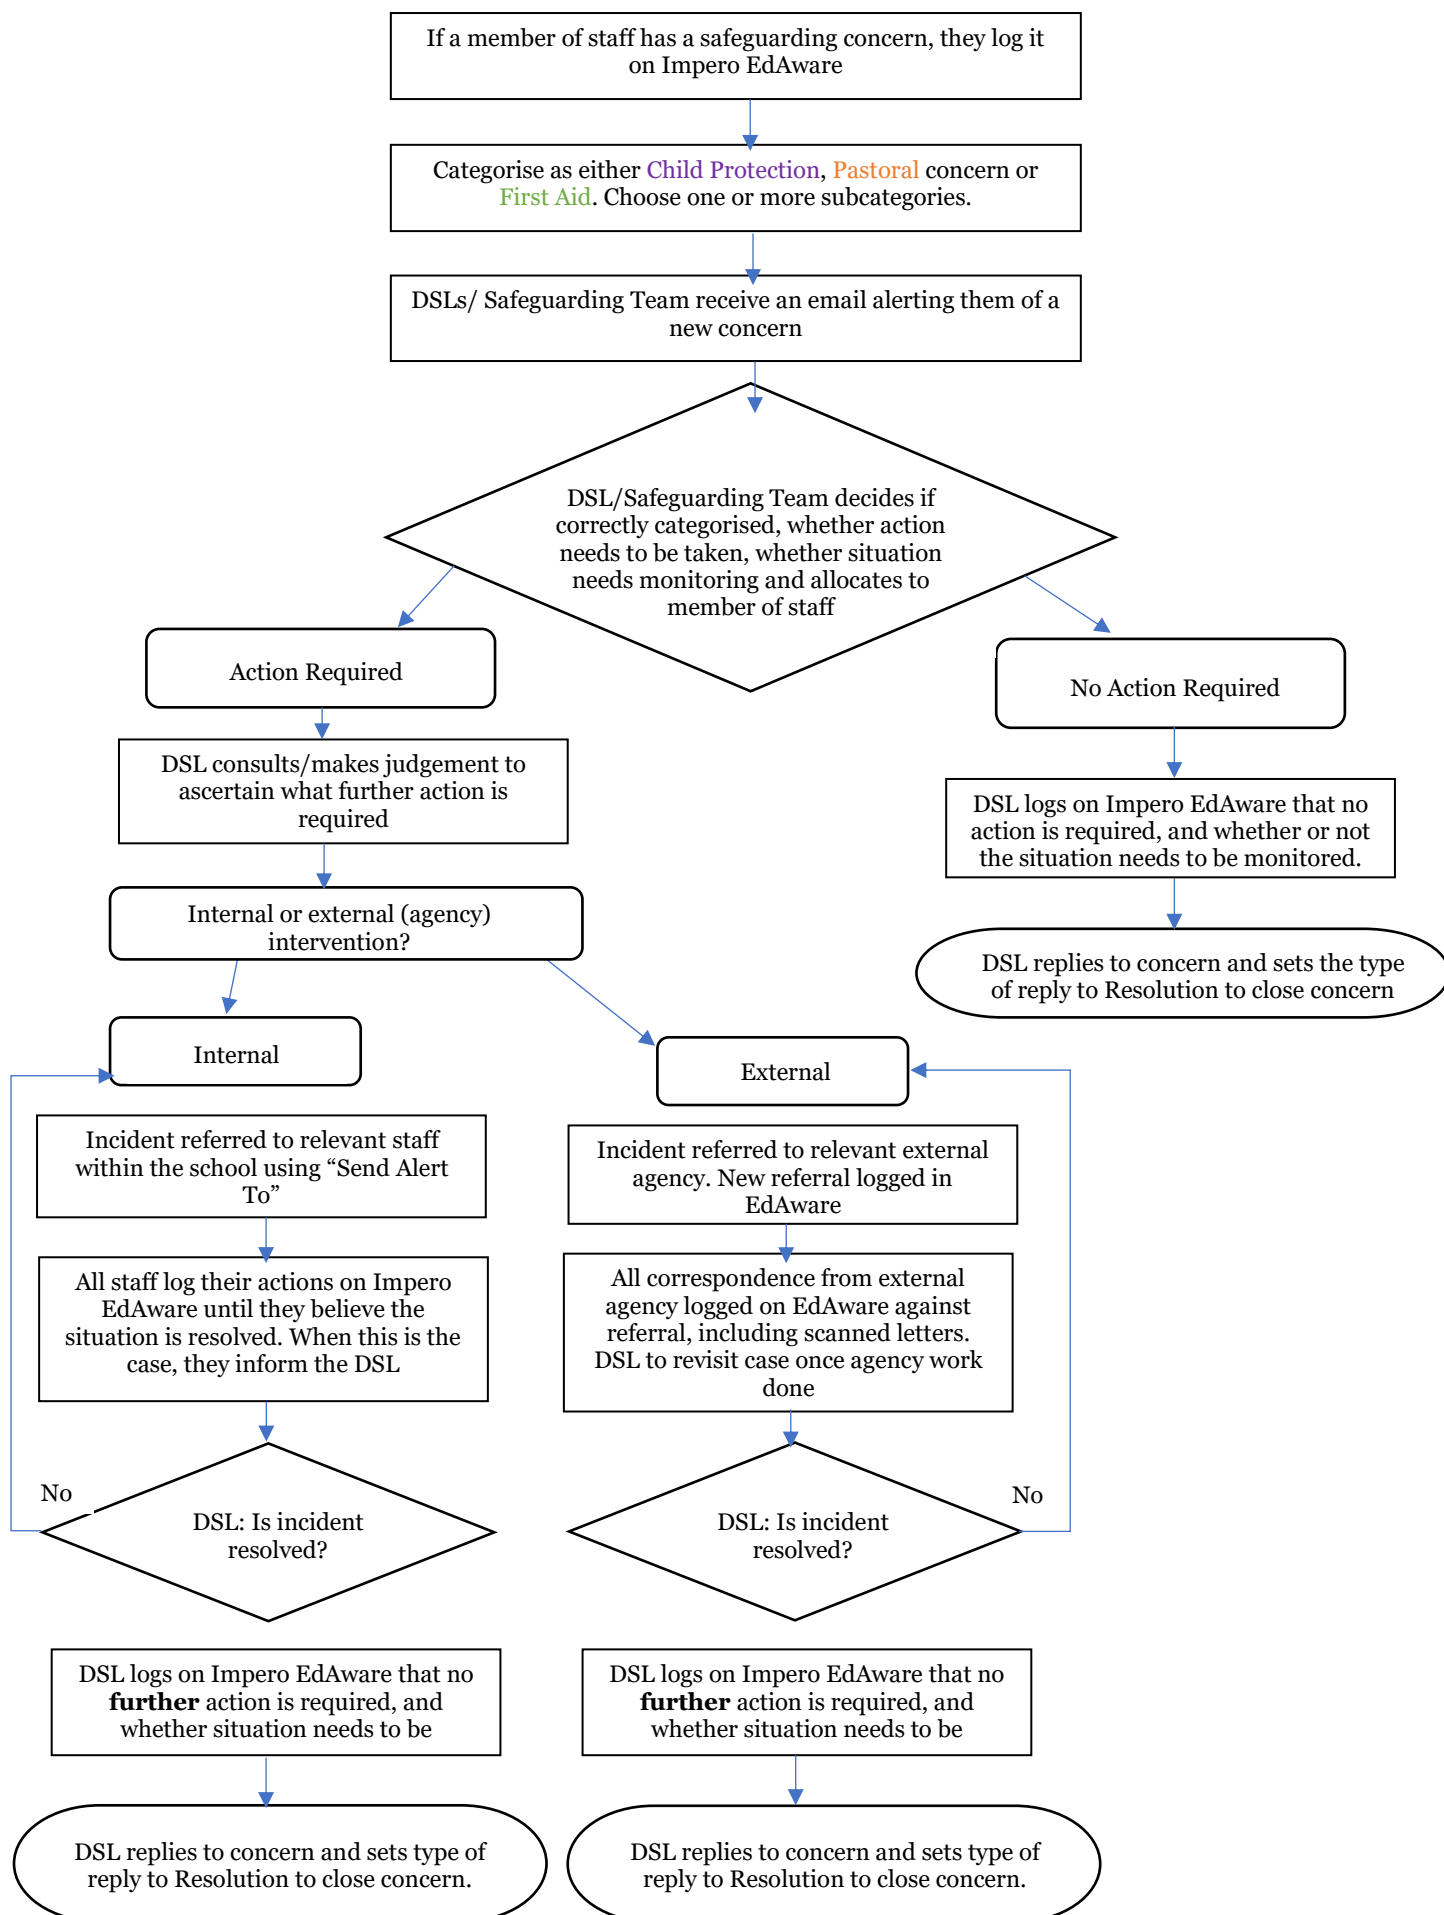 If a member of staff has a safeguarding concern, they log it
on Impero EdAware
Categorise as either Child Protection, Pastoral concern or
First Aid. Choose one or more subcategories.
DSLs/ Safeguarding Team receive an email alerting them of a
new concern
DSL/Safeguarding Team decides if
correctly categorised, whether action
needs to be taken, whether situation
needs monitoring and allocates to
member of staff
Action Required
No Action Required
DSL consults/makes judgement to
ascertain what further action is
required
DSL logs on Impero EdAware that no
action is required, and whether or not
the situation needs to be monitored.
Internal or external (agency)
intervention?
DSL replies to concern and sets the type
of reply to Resolution to close concern
Internal
External
Incident referred to relevant staff
within the school using “Send Alert
To”
Incident referred to relevant external
agency. New referral logged in
EdAware
All staff log their actions on Impero
EdAware until they believe the
situation is resolved. When this is the
case, they inform the DSL
All correspondence from external
agency logged on EdAware against
referral, including scanned letters.
DSL to revisit case once agency work
done
No
DSL: Is incident
resolved?
No
DSL: Is incident
resolved?
DSL logs on Impero EdAware that no
further action is required, and
whether situation needs to be
DSL logs on Impero EdAware that no
further action is required, and
whether situation needs to be
DSL replies to concern and sets type of
reply to Resolution to close concern.
DSL replies to concern and sets type of
reply to Resolution to close concern.